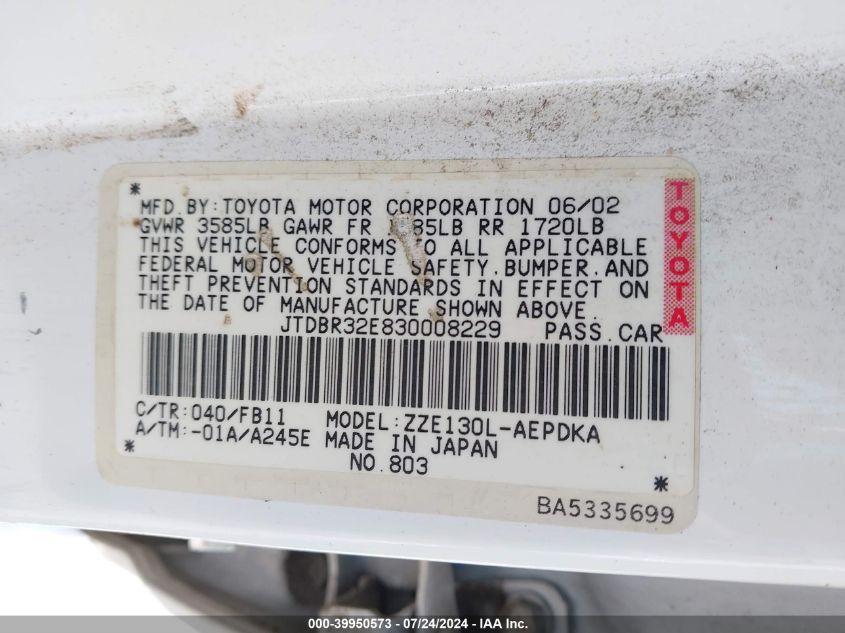 MFD.BY:TOYOTA MOTOR CORPORATION 06/02
GVWR 3585LB GAWR FR 85LB RR 1720LB
THIS VEHICLE CONFORMS TO ALL APPLICABLE
FEDERAL MOTOR VEHICLE SAFETY,BUMPER,AND
THEFT PREVENTION STANDARDS IN EFFECT ON
THE DATE OF MANUFACTURE SHOWN ABOVE.
JTDBR32E830008229 PASS.CAR
TOYOTA
C/TR:040/FB11 MODEL:ZZE130L-AEPDKA
A/TM:-01A/A245E MADE IN JAPAN
NO.803
BA5335699
000-39950573 - 07/24/2024 - IAA Inc.